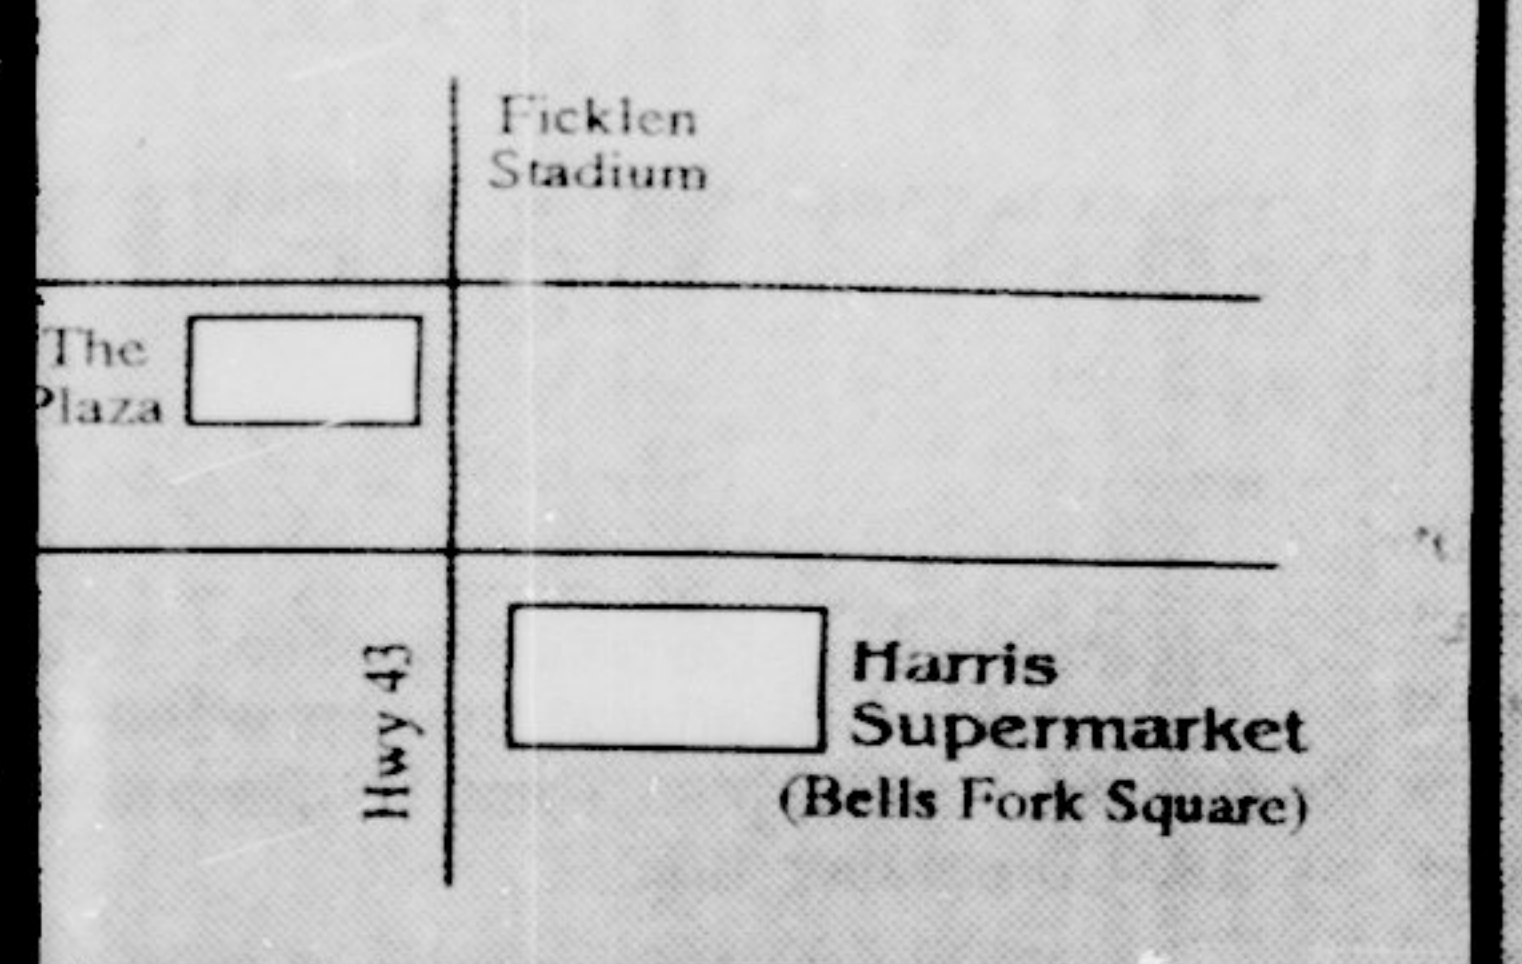 Ficklen
Stadium
The
Plaza
Hwy 43
Harris
Supermarket
(Bells Fork Square)